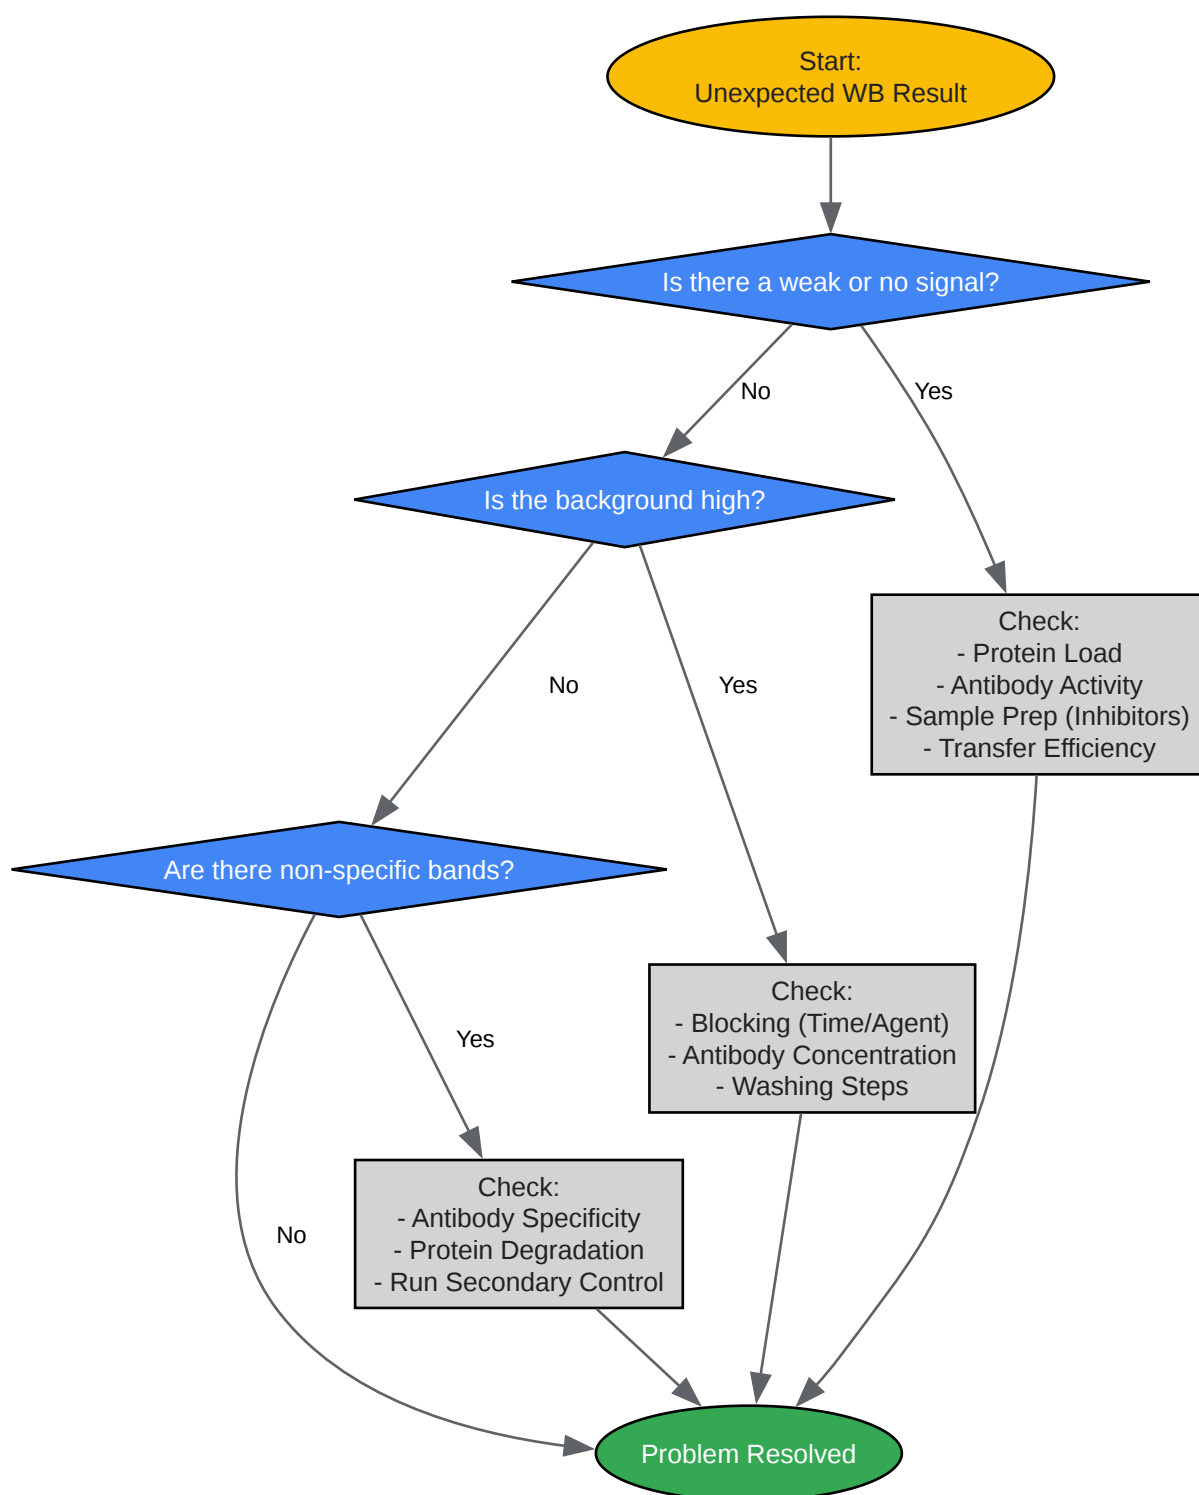 Start:
Unexpected WB Result
Is there a weak or no signal?
No
Yes
Is the background high?
Check:
- Protein Load
- Antibody Activity
- Sample Prep (Inhibitors)
- Transfer Efficiency
No
Yes
Are there non-specific bands?
Check:
- Blocking (Time/Agent)
- Antibody Concentration
- Washing Steps
Yes
No
Check:
- Antibody Specificity
- Protein Degradation
- Run Secondary Control
Problem Resolved